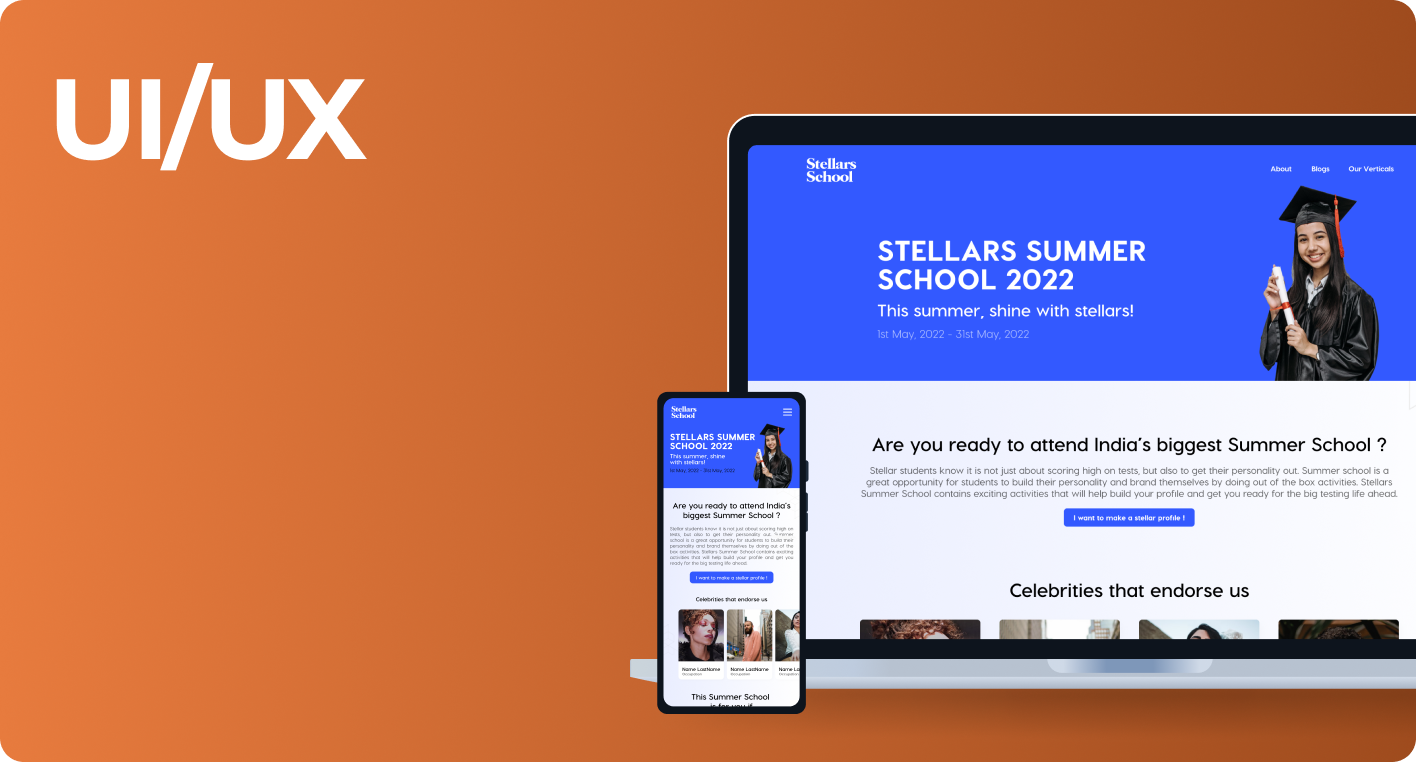 UI/UX
Stellars
School
About Blogs Our Verticals
STELLARS SUMMER
SCHOOL 2022
This summer, shine with stellars!
1st May, 2022 - 31st May, 2022
Are you ready to attend India's biggest Summer School ?
Stellar students know it is not just about scoring high on tests, but also to get their personality out. Summer school is a
great opportunity for students to build their personality and brand themselves by doing out of the box activities. Stellars
Summer School contains exciting activities that will help build your profile and get you ready for the big testing life ahead.
I want to make a stellar profile !
Celebrities that endorse us
Stellars
School
STELLARS SUMMER
SCHOOL 2022
This summer, shine
with stellars!
1st May, 2022 - 31st May, 2022
Are you ready to attend India's
biggest Summer School ?
Stellar students know it is not just about scoring high on
tests, but also to get their personality out. Summer
school is a great opportunity for students to build their
personality and brand themselves by doing out of the
box activities. Stellars Summer School contains exciting
activities that will help build your profile and get you
ready for the big testing life ahead.
I want to make a stellar profile !
Celebrities that endorse us
Name LastName Name LastName Name La
Occupation Occupation Occupation
This Summer School
is for you if